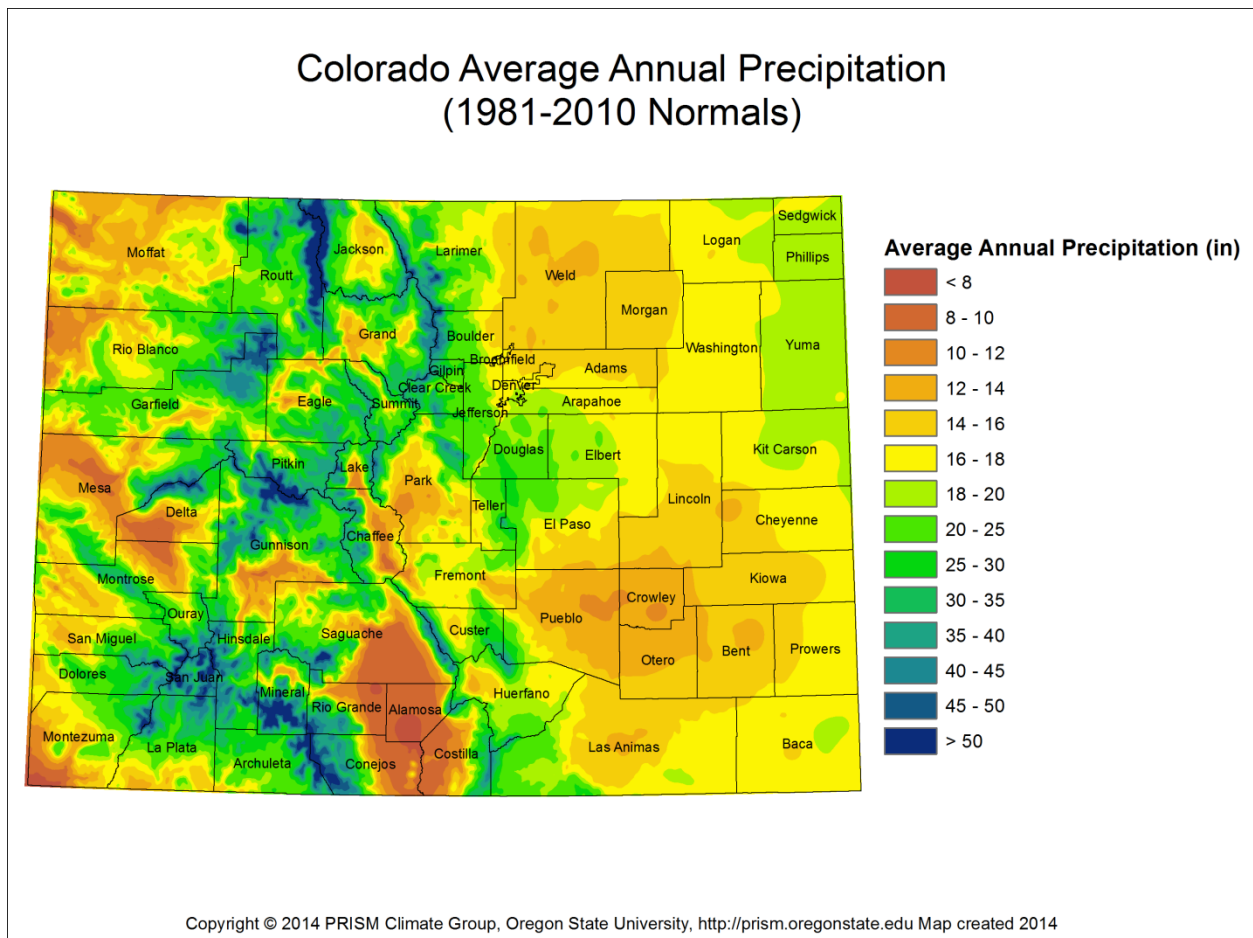 Colorado Average Annual Precipitation
(1981-2010 Normals)
Sedgwick
Logan
Moffat
Jackson
Larimer
Phillips
Routt
Weld
Morgan
Grand
Boulder
Rio Blanco
Washington
Yuma
Broomfield
Gilpin
Adams
Clear Creek
Denver
Garfield
Eagle
Summit
Arapahoe
Jefferson
Douglas
Elbert
Kit Carson
Pitkin
Lake
Mesa
Park
Lincoln
Delta
Teller
El Paso
Cheyenne
Chaffee
Gunnison
Montrose
Fremont
Kiowa
Crowley
Ouray
Pueblo
San Miguel
Hinsdale
Saguache
Custer
Otero
Bent
Prowers
Dolores
San Juan
Mineral
Huerfano
Rio Grande
Alamosa
Montezuma
La Plata
Archuleta
Conejos
Costilla
Las Animas
Baca
Average Annual Precipitation (in)
< 8
8 - 10
10 - 12
12 - 14
14 - 16
16 - 18
18 - 20
20 - 25
25 - 30
30 - 35
35 - 40
40 - 45
45 - 50
> 50
Copyright © 2014 PRISM Climate Group, Oregon State University, http://prism.oregonstate.edu Map created 2014